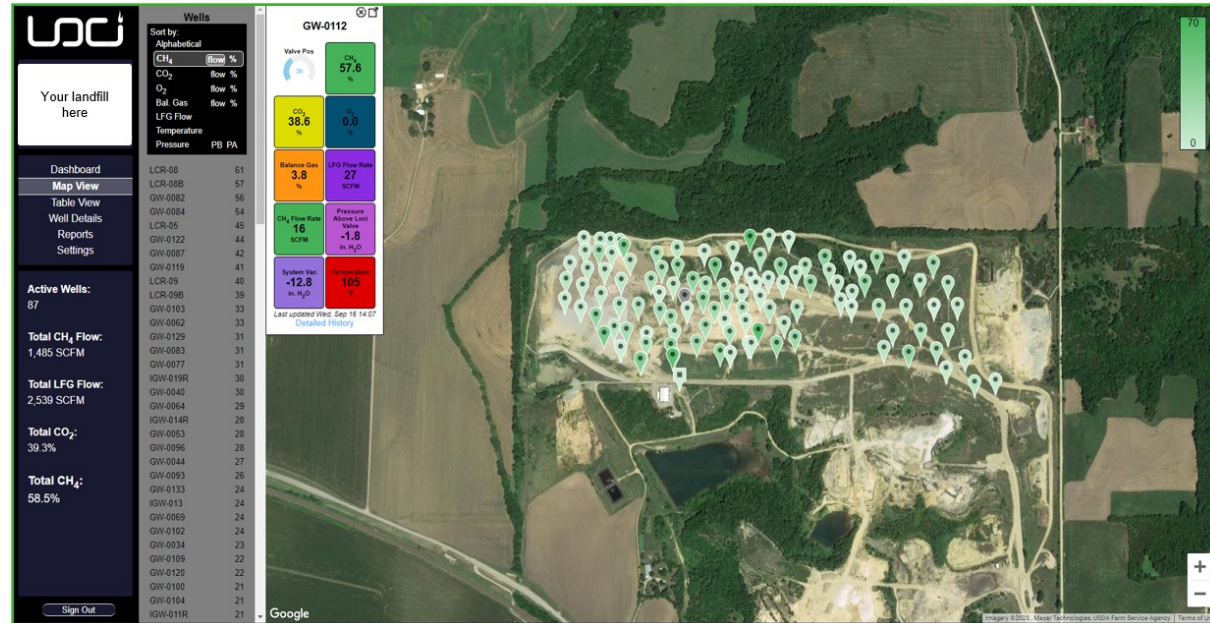 LOCI
Your landfill
here
Dashboard
Map View
Table View
Well Details
Reports
Settings
Active Wells:
87
Total CH₄ Flow:
1,485 SCFM
Total LFG Flow:
2,539 SCFM
Total CO₂:
39.3%
Total CH₄:
58.5%
Sign Out
Wells
Sort by:
Alphabetical
CH₄ flow %
CO₂ flow %
O₂ flow %
Bal. Gas flow %
LFG Flow
Temperature
Pressure PB PA
LCR-08 61
LCR-08B 57
GW-0082 56
GW-0084 54
LCR-05 45
GW-0122 44
GW-0087 42
GW-0119 41
LCR-09 40
LCR-09B 39
GW-0103 33
GW-0062 33
GW-0129 31
GW-0083 31
GW-0077 31
IGW-019R 30
GW-0040 30
GW-0064 29
IGW-014R 28
GW-0053 28
GW-0096 28
GW-0044 27
GW-0093 26
GW-0133 24
IGW-013 24
GW-0069 24
GW-0102 24
GW-0034 23
GW-0109 22
GW-0120 22
GW-0100 21
GW-0104 21
IGW-011R 21
GW-0112
Valve Pos
CH₄
57.6
%
CO₂
38.6
%
O₂
0.0
%
Balance Gas
3.8
%
LFG Flow Rate
27
SCFM
CH₄ Flow Rate
16
SCFM
Pressure
Above Loci
Valve
-1.8
in. H₂O
System Vac
-12.8
in. H₂O
Temperature
105
°F
Last updated Wed, Sep 16 14:07
Detailed History
70
0
+
−
Google
Imagery ©2020, Maxar Technologies, USDA Farm Service Agency
Terms of U